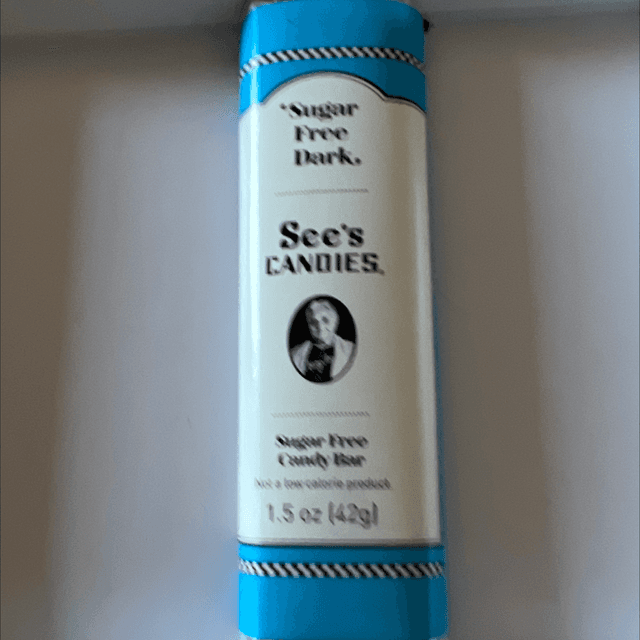 *Sugar
Free
Dark.
See's
CANDIES.
Sugar Free
Candy Bar
Not a low calorie product.
1.5 oz (42g)